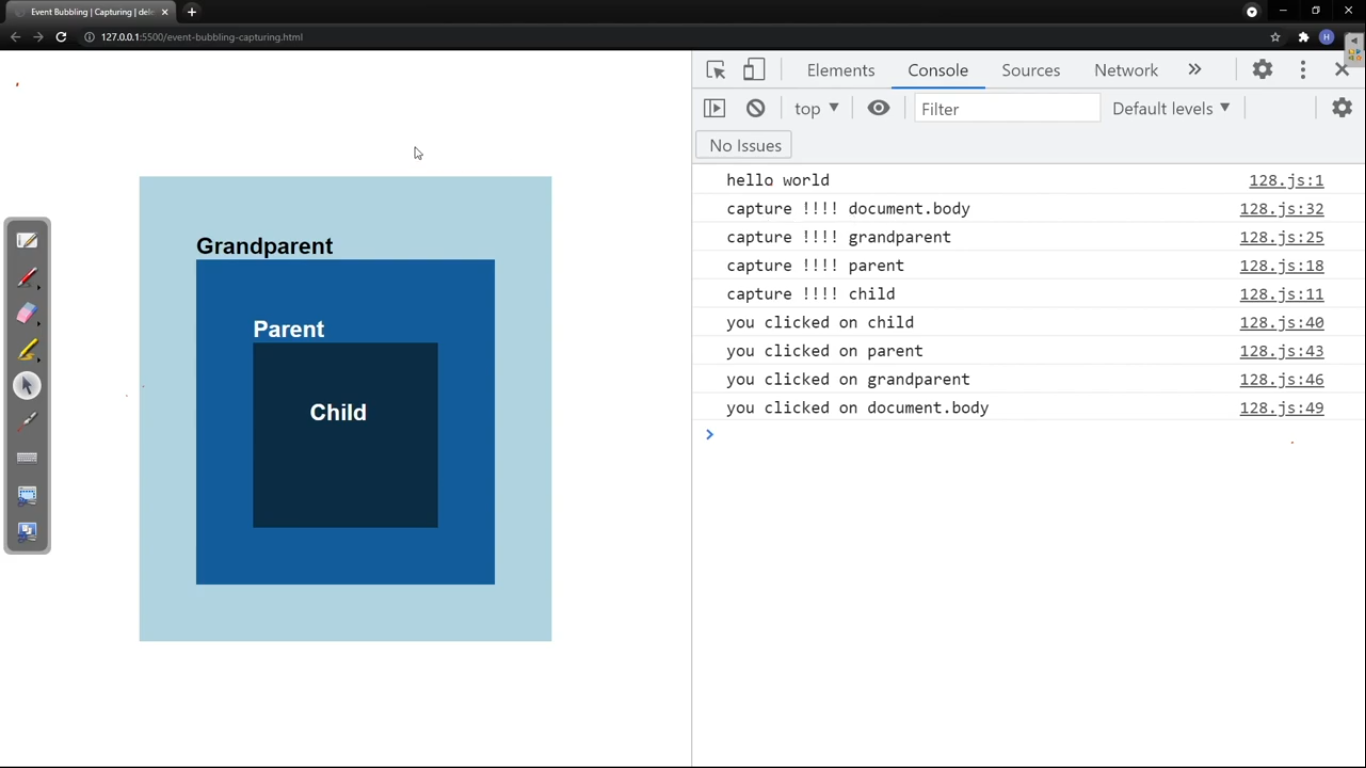 Event Bubbling | Capturing | dele
127.0.0.1:5500/event-bubbling-capturing.html
H
Elements Console Sources Network
top Filter Default levels
No Issues
hello world 128.js:1
capture !!!! document.body 128.js:32
capture !!!! grandparent 128.js:25
capture !!!! parent 128.js:18
capture !!!! child 128.js:11
you clicked on child 128.js:40
you clicked on parent 128.js:43
you clicked on grandparent 128.js:46
you clicked on document.body 128.js:49
Grandparent
Parent
Child